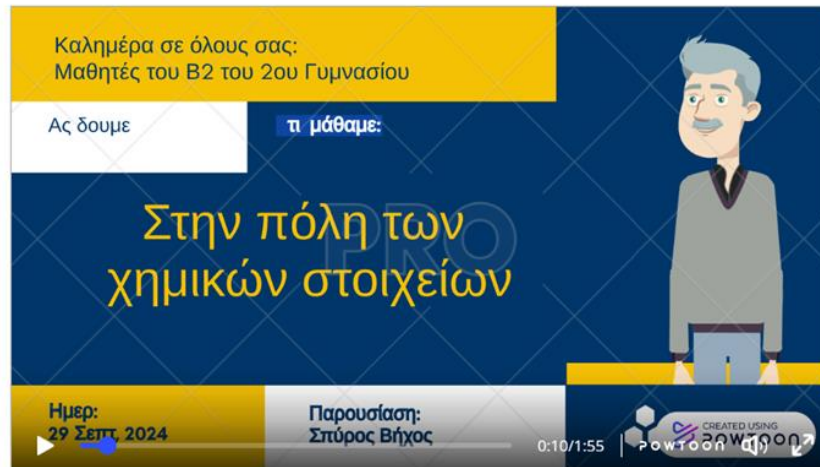 Καλημέρα σε όλους σας:
Μαθητές του Β2 του 2ου Γυμνασίου
Ας δουμε
τι μάθαμε:
Στην πόλη των
χημικών στοιχείων
PRO
Ημερ:
29 Σεπτ, 2024
Παρουσίαση:
Σπύρος Βήχος
0:10/1:55
CREATED USING
POWTOON